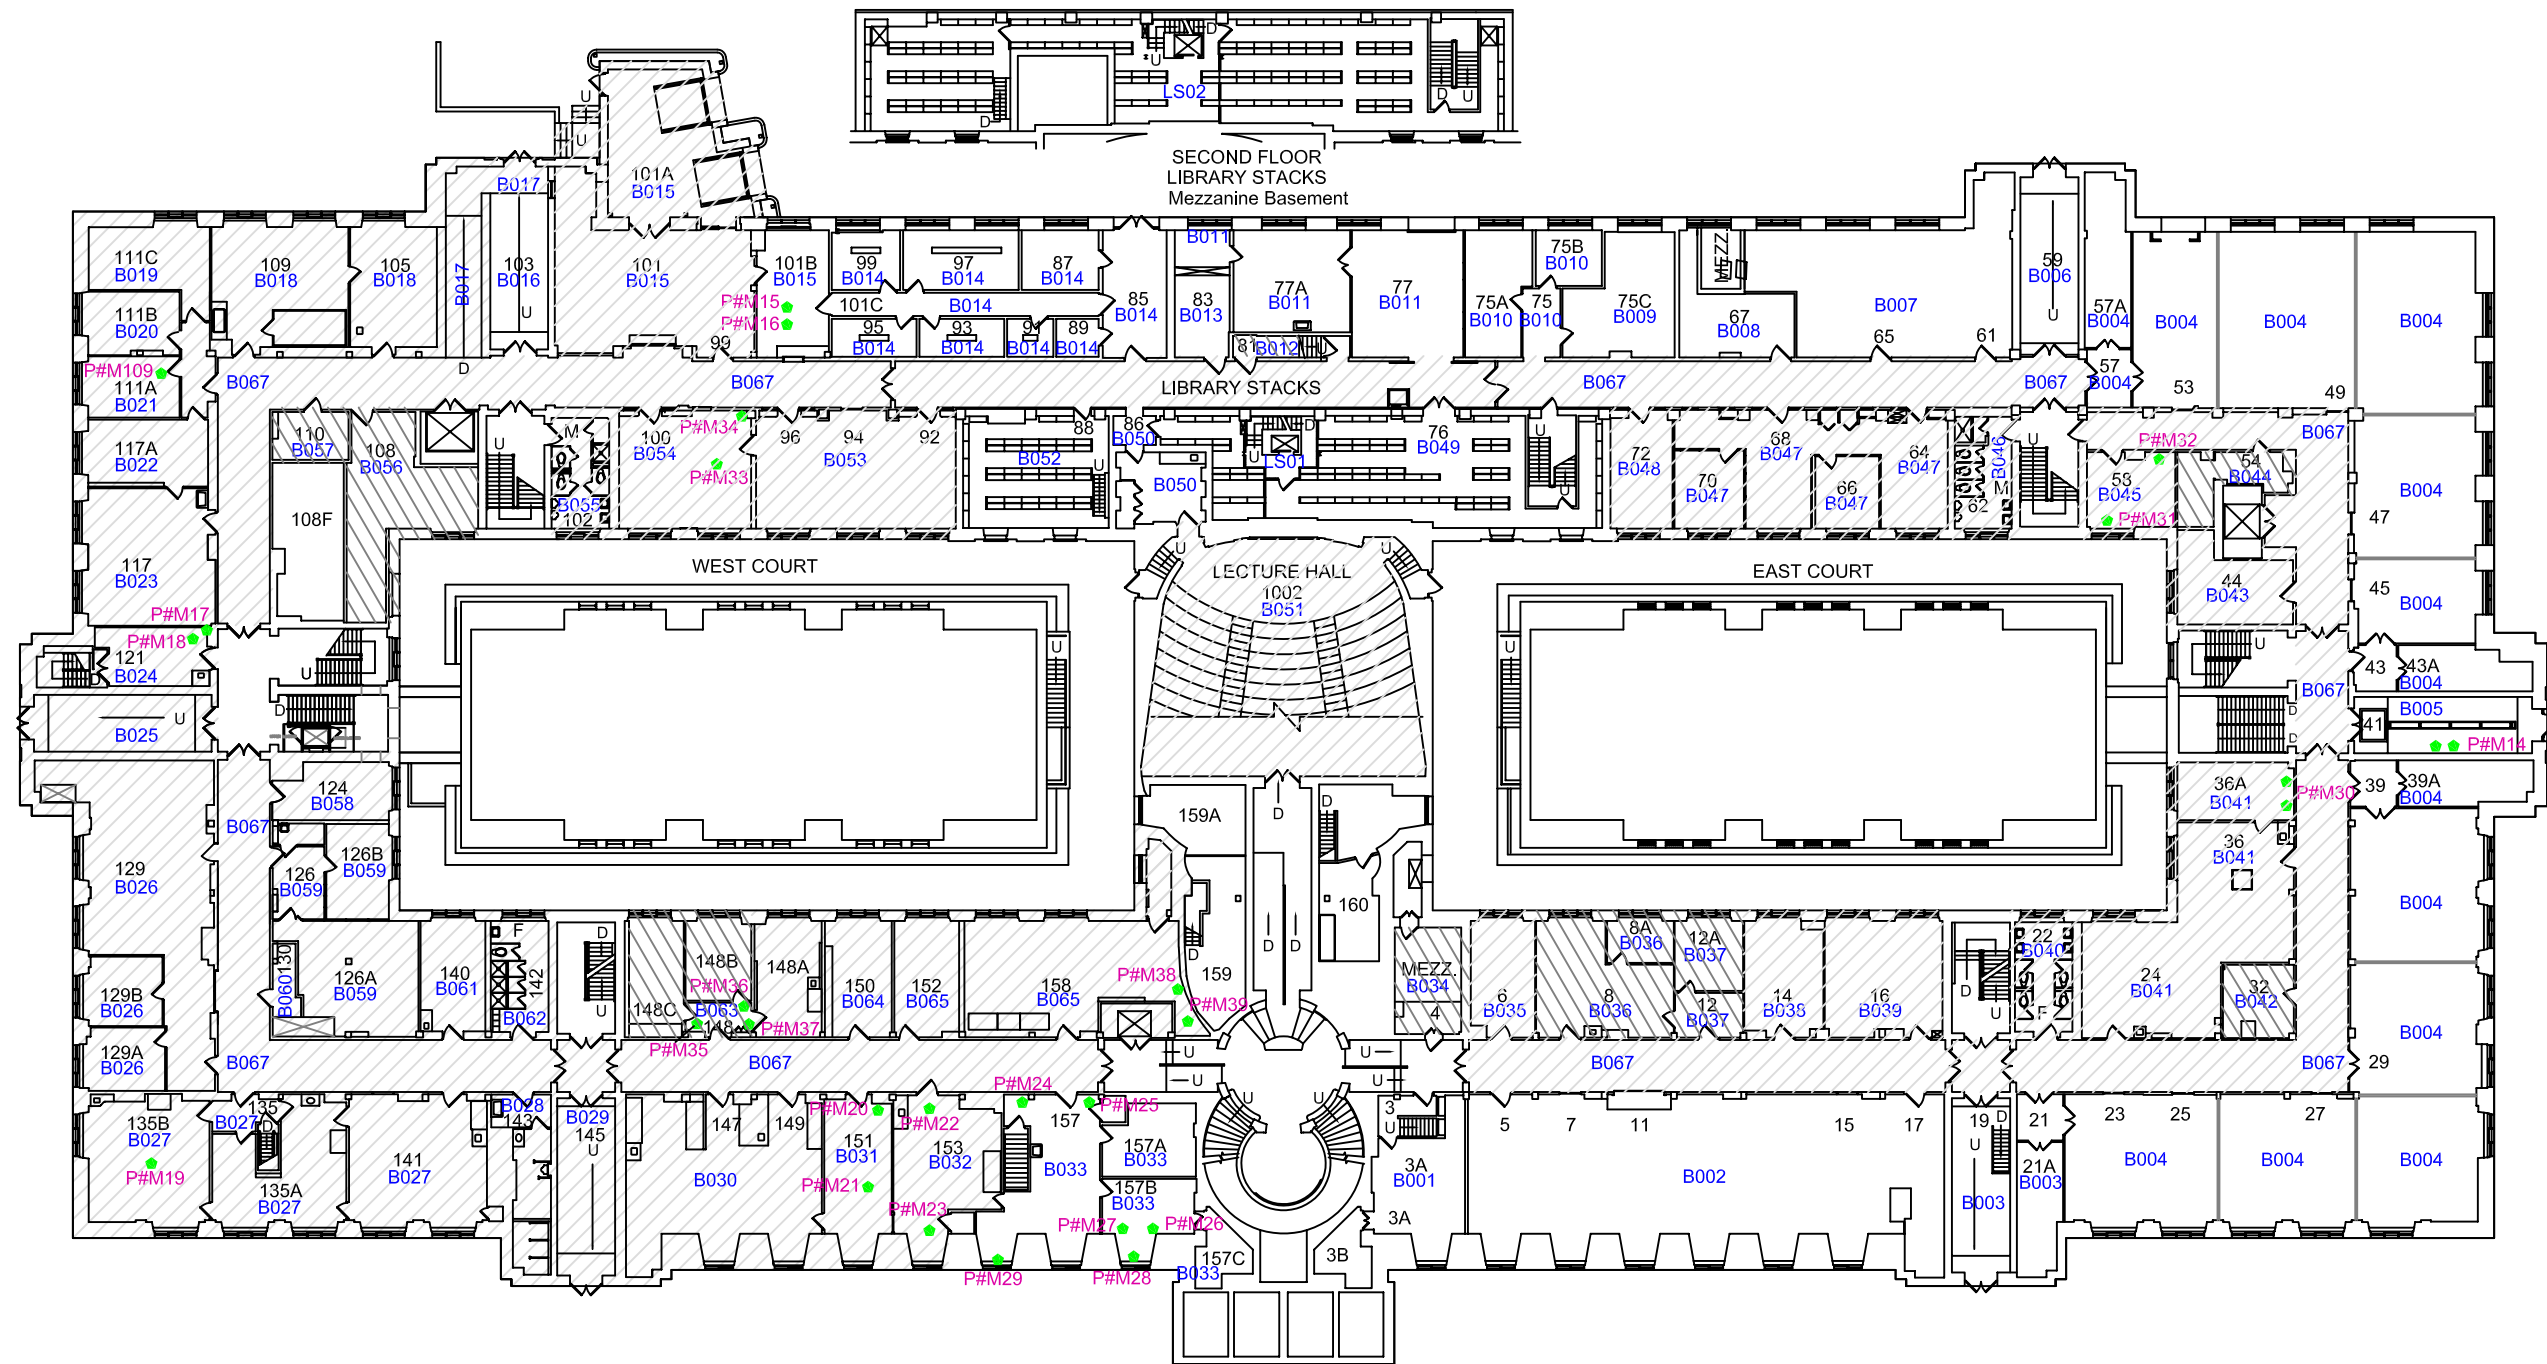 D
U
LS02
D
U
D
SECOND FLOOR
LIBRARY STACKS
Mezzanine Basement
U
U
101A
B015
B017
111C
B019
109
B018
105
B018
B017
103
B016
U
101
B015
101B
B015
99
B014
97
B014
87
B014
85
B014
B011
83
B013
77A
B011
77
B011
75A
B010
75B
B010
75
B010
75C
B009
MEZZ.
67
B008
B007
65
61
59
B006
U
57A
B004
B004
B004
B004
111B
B020
P#M15
P#M16
101C
B014
95
B014
93
B014
91
B014
89
B014
81
B012
U
99
D
P#M109
111A
B021
B067
B067
LIBRARY STACKS
B067
B067
57
B004
53
49
117A
B022
110
B057
108
B056
U
M
B055
102
100
B054
P#M34
P#M33
96
94
B053
92
88
B052
U
86
B050
B050
D
U
LS01
76
B049
U
U
72
B048
70
B047
68
B047
66
B047
64
B047
B046
M
62
U
P#M32
58
B045
P#M31
54
B044
B067
B004
47
108F
117
B023
WEST COURT
U
U
LECTURE HALL
1002
B051
EAST COURT
44
B043
45
B004
P#M17
P#M18
121
B024
D
U
U
U
U
43
43A
B004
B067
B025
U
D
D
D
41
B005
P#M14
129
B026
B067
124
B058
126
B059
126B
B059
159A
D
D
160
36A
B041
P#M30
39
39A
B004
36
B041
B004
129B
B026
129A
B026
B060
130
126A
B059
140
B061
F
142
B062
D
U
148C
148B
P#M36
B063
148
148A
P#M37
P#M35
150
B064
152
B065
158
B065
P#M38
P#M39
D
159
D
D
MEZZ.
B034
4
6
B035
8A
B036
8
B036
12A
B037
12
B037
14
B038
16
B039
D
U
22
B040
F
24
B041
32
B042
B004
B067
B067
U
U
U
U
B067
B067
29
135B
B027
P#M19
B027
135
D
135A
B027
141
B027
B028
143
B029
145
U
147
149
B030
P#M20
151
B031
P#M21
P#M22
153
B032
P#M23
P#M24
157
B033
P#M25
157A
B033
157B
B033
P#M27
P#M26
P#M29
P#M28
157C
B033
U
U
3
U
3A
B001
3A
3B
5
7
11
15
17
B002
19
U
D
B003
21
21A
B003
23
25
27
B004
B004
B004